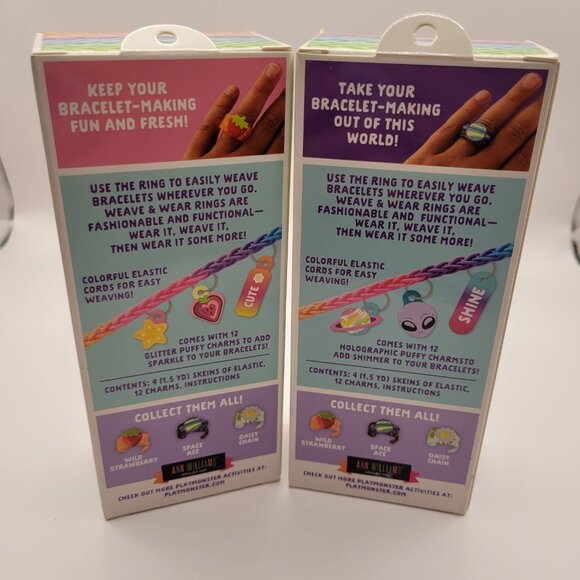 KEEP YOUR
BRACELET-MAKING
FUN AND FRESH!
USE THE RING TO EASILY WEAVE
BRACELETS WHEREVER YOU GO.
WEAVE & WEAR RINGS ARE
FASHIONABLE AND FUNCTIONAL—
WEAR IT, WEAVE IT,
THEN WEAR IT SOME MORE!
COLORFUL ELASTIC
CORDS FOR EASY
WEAVING!
CUTE
COMES WITH 12
GLITTER PUFFY CHARMS TO ADD
SPARKLE TO YOUR BRACELETS!
CONTENTS: 4 (1.5 YD) SKEINS OF ELASTIC,
12 CHARMS, INSTRUCTIONS
COLLECT THEM ALL!
WILD
STRAWBERRY
SPACE
ACE
DAISY
CHAIN
ANN WILLIAMS
CHECK OUT MORE PLAYMONSTER ACTIVITIES AT:
PLAYMONSTER.COM
TAKE YOUR
BRACELET-MAKING
OUT OF THIS
WORLD!
USE THE RING TO EASILY WEAVE
BRACELETS WHEREVER YOU GO.
WEAVE & WEAR RINGS ARE
FASHIONABLE AND FUNCTIONAL—
WEAR IT, WEAVE IT,
THEN WEAR IT SOME MORE!
COLORFUL ELASTIC
CORDS FOR EASY
WEAVING!
SHINE
COMES WITH 12
HOLOGRAPHIC PUFFY CHARMSTO
ADD SHIMMER TO YOUR BRACELETS!
CONTENTS: 4 (1.5 YD) SKEINS OF ELASTIC,
12 CHARMS, INSTRUCTIONS
COLLECT THEM ALL!
WILD
STRAWBERRY
SPACE
ACE
DAISY
CHAIN
ANN WILLIAMS
CHECK OUT MORE PLAYMONSTER ACTIVITIES AT:
PLAYMONSTER.COM